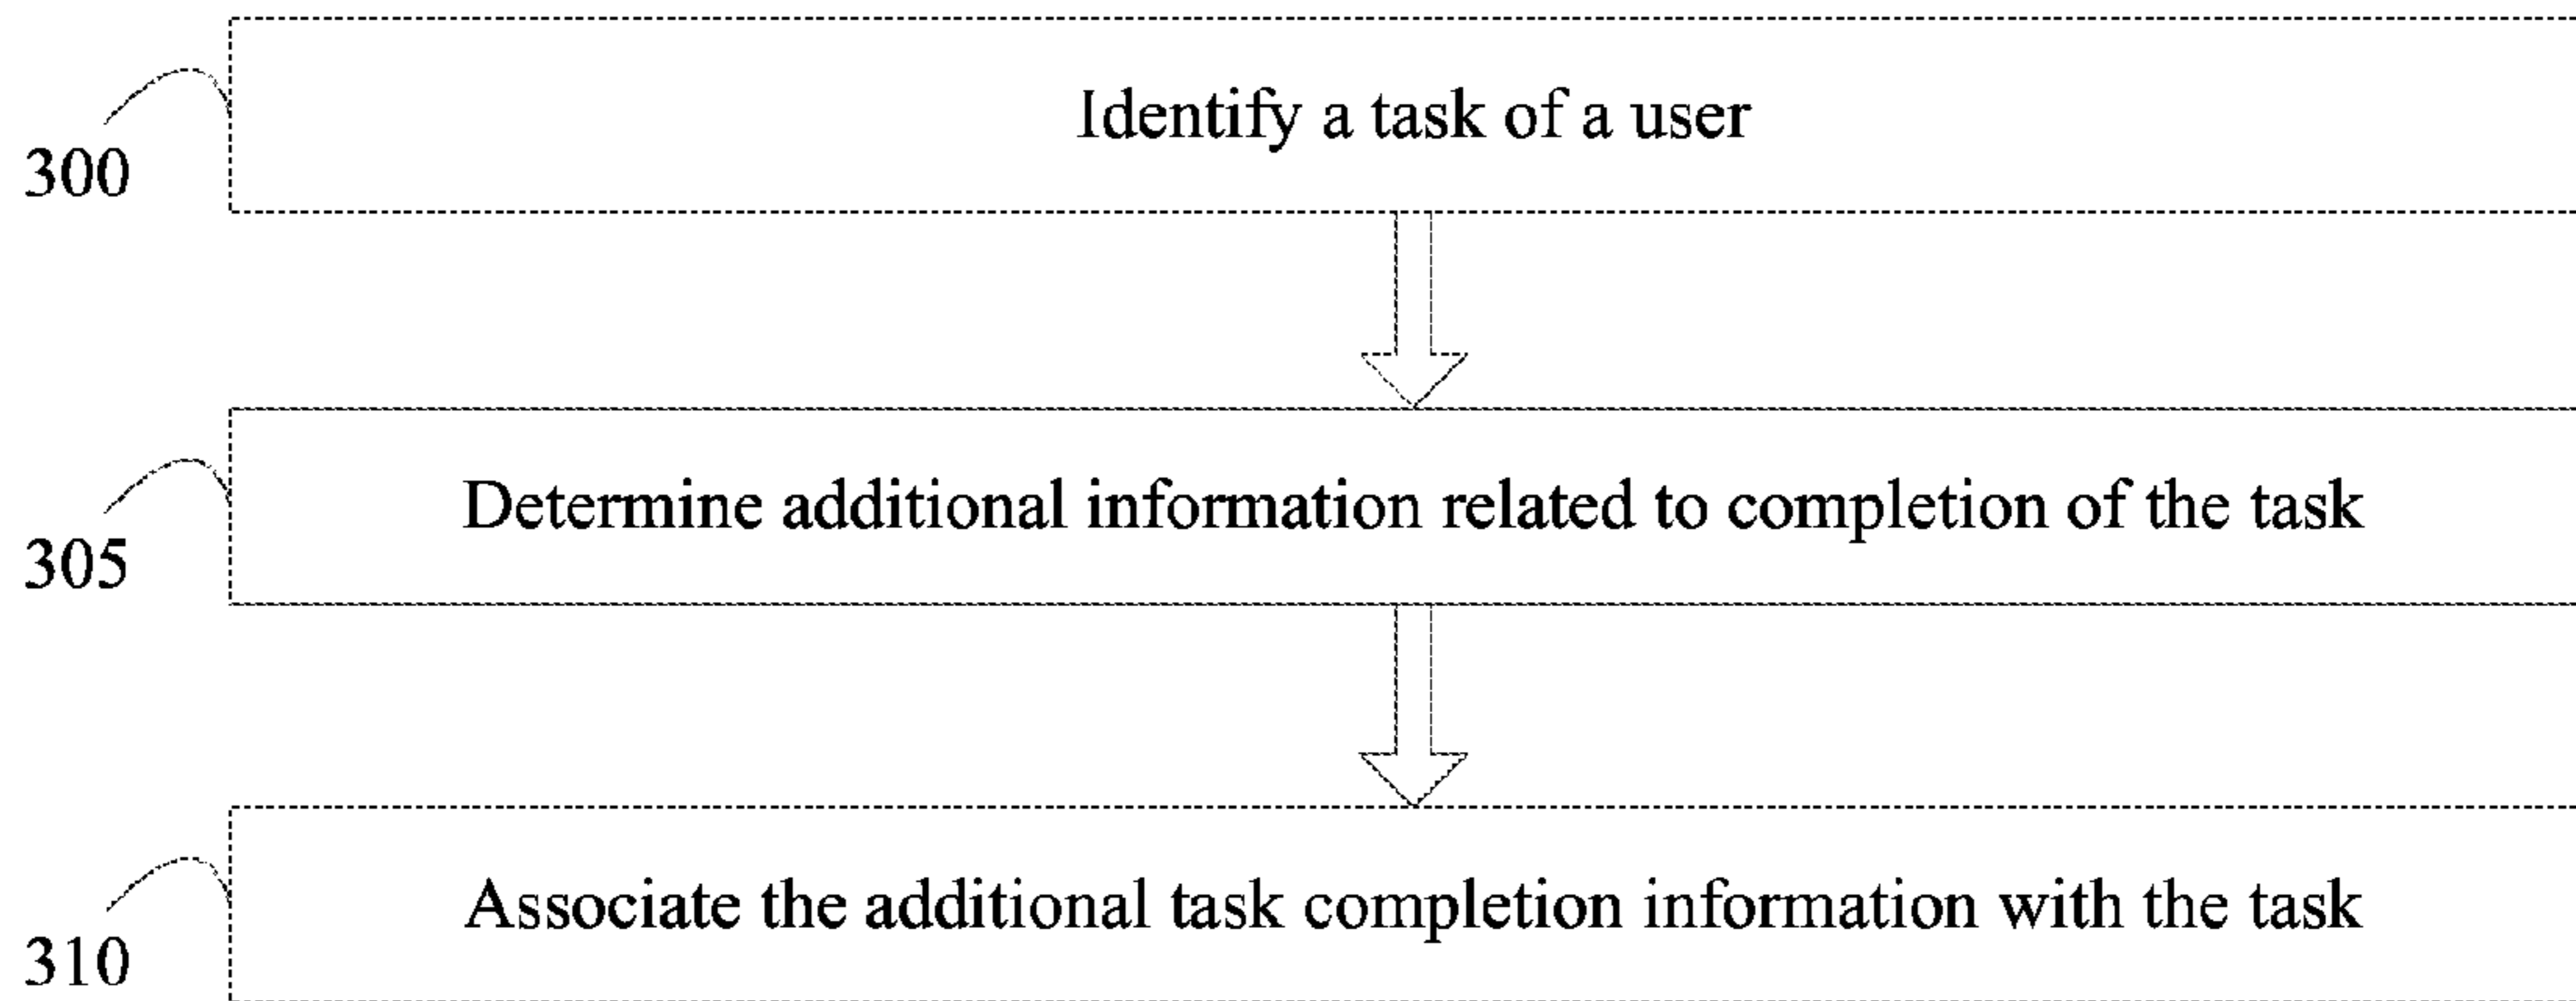 Identify a task of a user
300
Determine additional information related to completion of the task
305
Associate the additional task completion information with the task
310